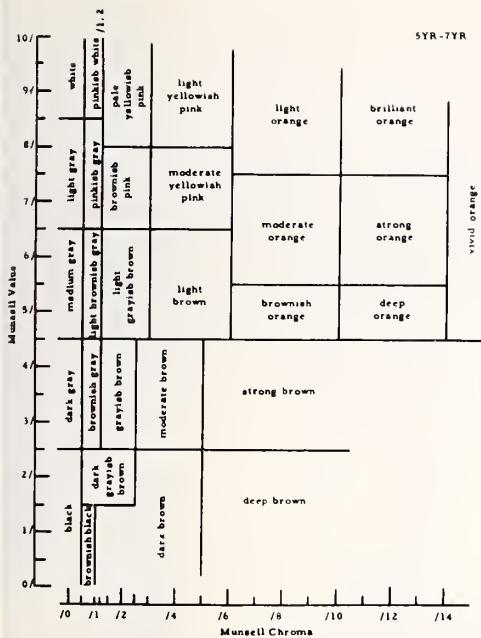 5YR-7YR
/1.2
10/
9/
8/
7/
6/
5/
4/
3/
2/
1/
0/
Munsell Value
white
pinkish white
pale
yellowish
pink
light
yellowish
pink
light
orange
brilliant
orange
light gray
pinkish gray
brownish
pink
moderate
yellowish
pink
moderate
orange
strong
orange
vivid orange
medium gray
light brownish gray
light
grayish brown
light
brown
brownish
orange
deep
orange
dark gray
brownish gray
grayish brown
moderate brown
strong brown
black
brownish black
dark
grayish
brown
dark brown
deep brown
/0
/1
/2
/4
/6
/8
/10
/12
/14
Munsell Chroma